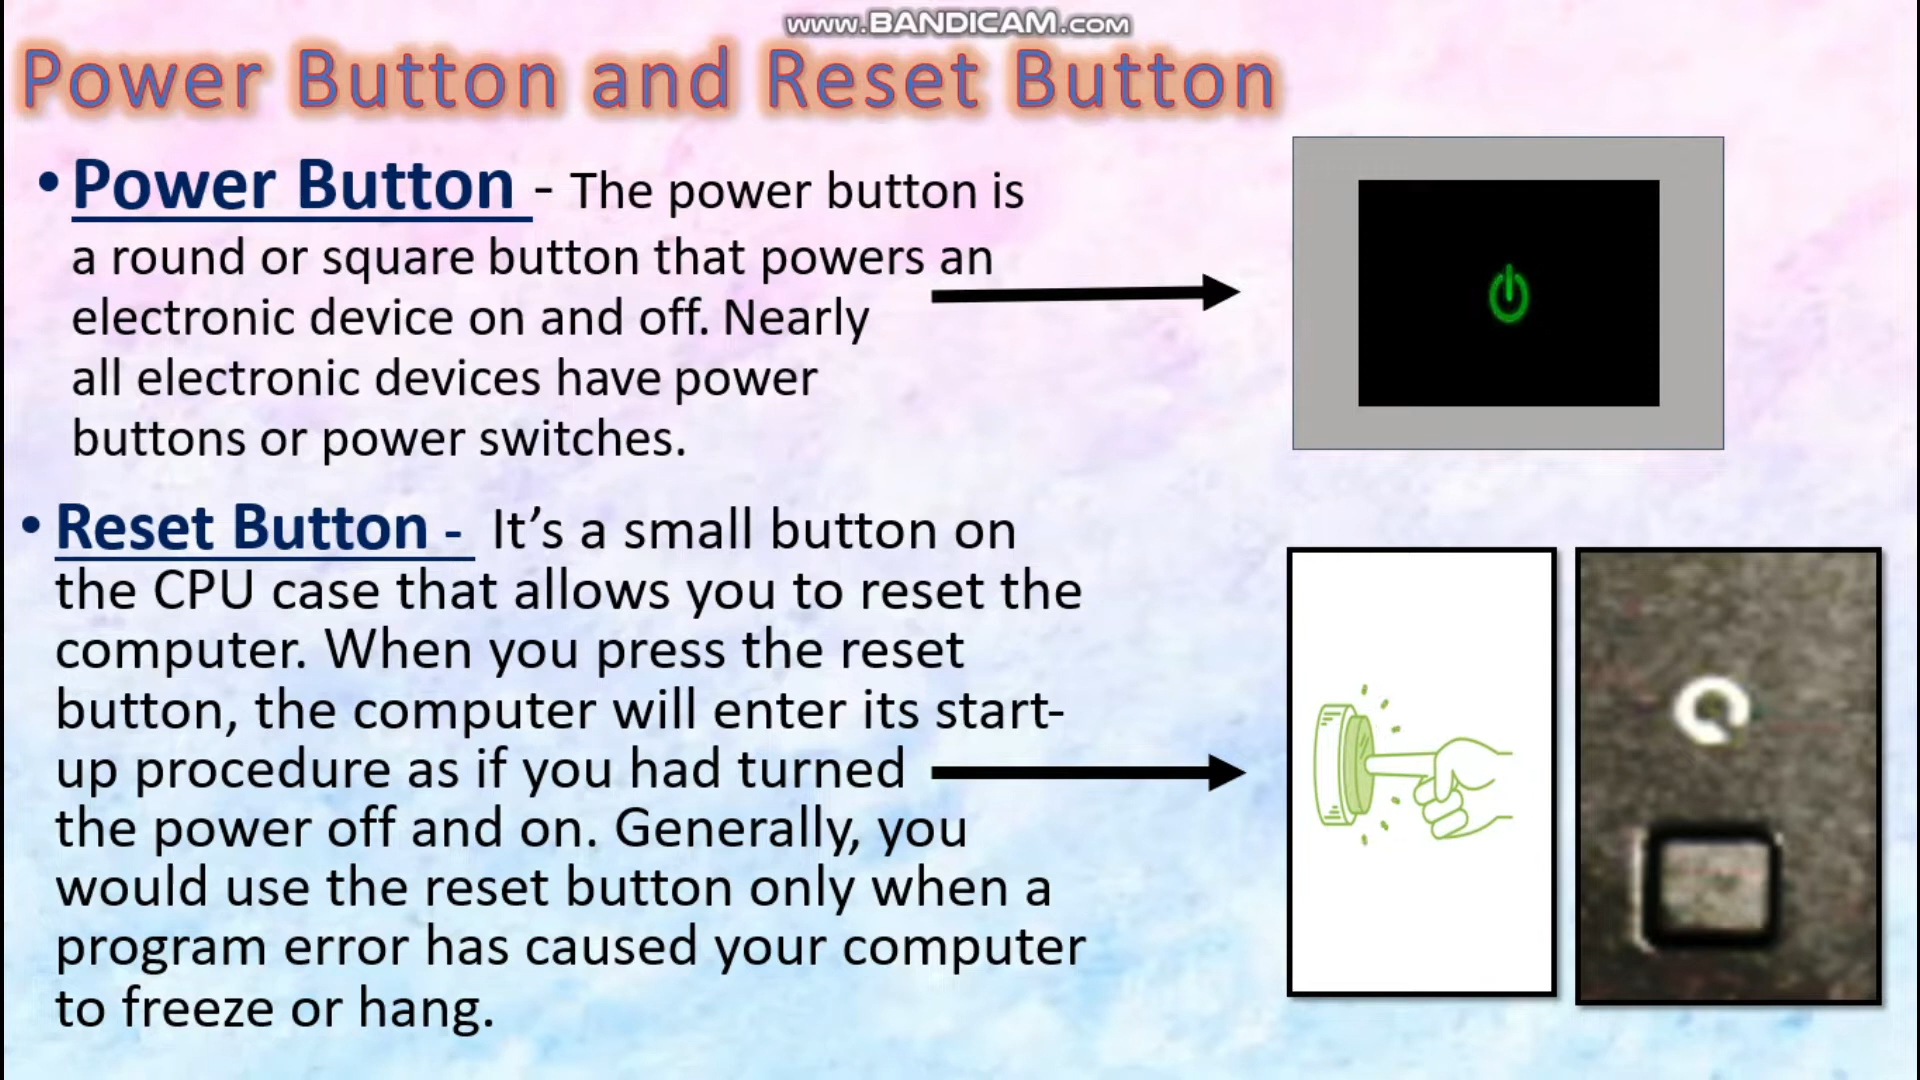 www.BANDICAM.com
Power Button and Reset Button
• Power Button - The power button is
a round or square button that powers an
electronic device on and off. Nearly
all electronic devices have power
buttons or power switches.
• Reset Button - It’s a small button on
the CPU case that allows you to reset the
computer. When you press the reset
button, the computer will enter its start-
up procedure as if you had turned
the power off and on. Generally, you
would use the reset button only when a
program error has caused your computer
to freeze or hang.